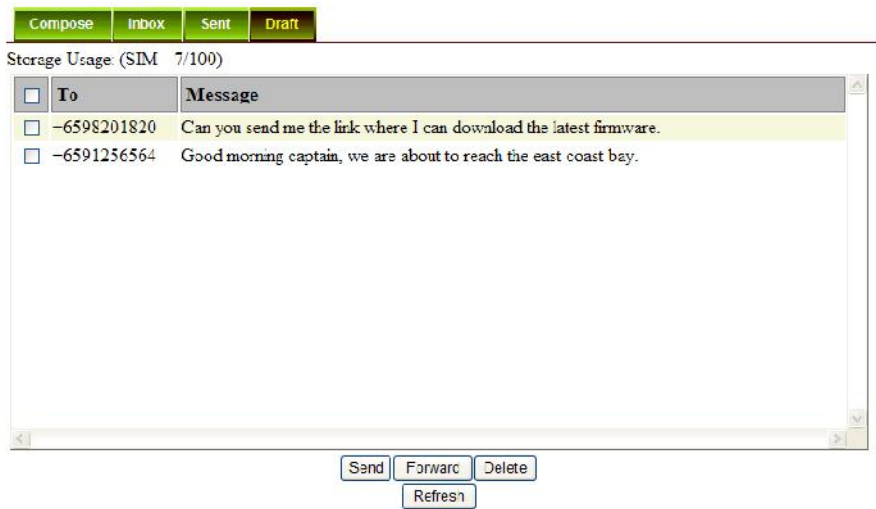 Compose Inbox Sent Draft
Storage Usage: (SIM 7/100)
To Message
+6598201820 Can you send me the link where I can download the latest firmware.
+6591256564 Good morning captain, we are about to reach the east coast bay.
Send Forward Delete
Refresh